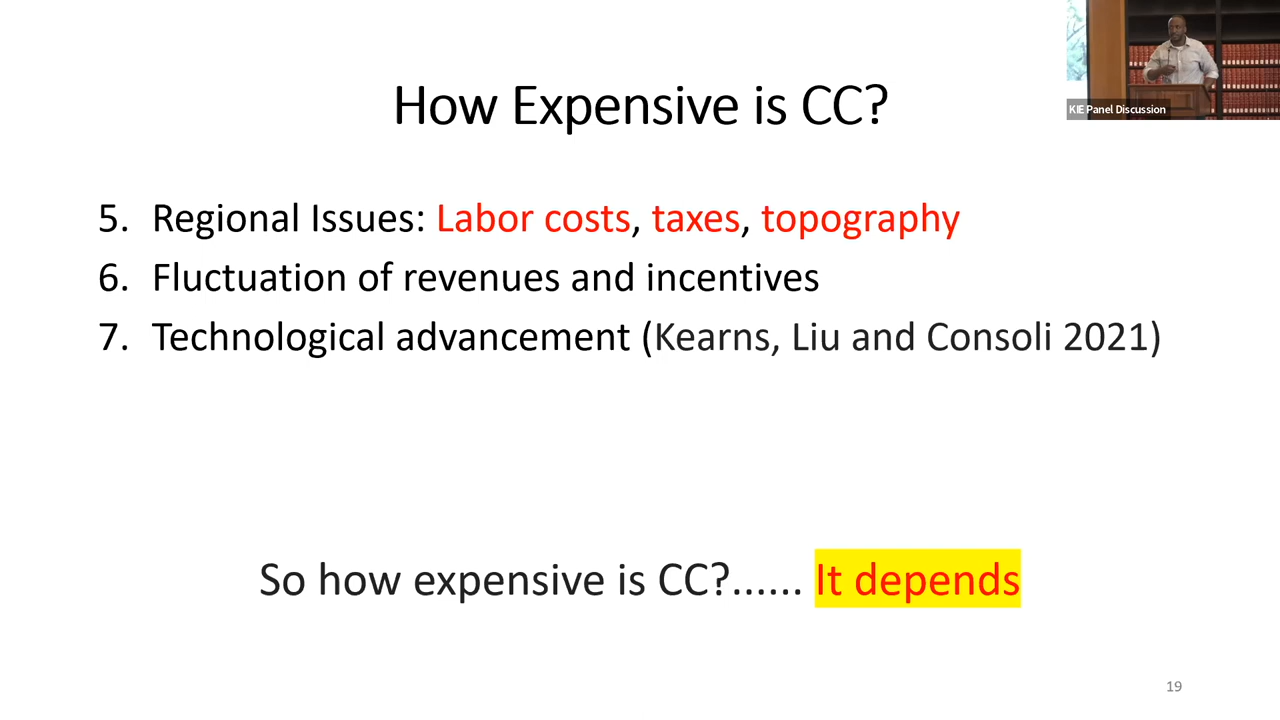 KIE Panel Discussion
How Expensive is CC?
5. Regional Issues: Labor costs, taxes, topography
6. Fluctuation of revenues and incentives
7. Technological advancement (Kearns, Liu and Consoli 2021)
So how expensive is CC?...... It depends
19